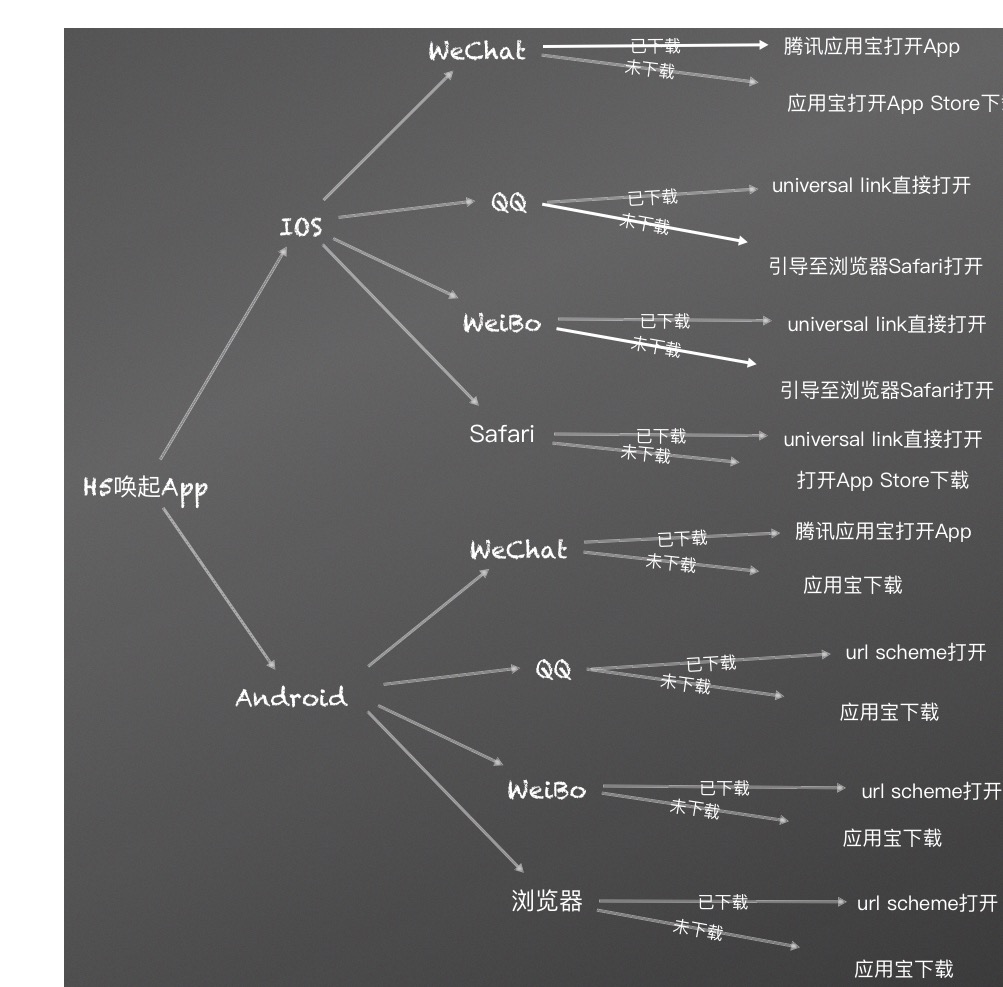 WeChat
已下载
腾讯应用宝打开App
未下载
应用宝打开App Store下
IOS
QQ
已下载
universal link直接打开
未下载
引导至浏览器Safari打开
WeiBo
已下载
universal link直接打开
未下载
引导至浏览器Safari打开
Safari
已下载
universal link直接打开
未下载
打开App Store下载
H5唤起App
WeChat
已下载
腾讯应用宝打开App
未下载
应用宝下载
Android
QQ
已下载
url scheme打开
未下载
应用宝下载
WeiBo
已下载
url scheme打开
未下载
应用宝下载
浏览器
已下载
url scheme打开
未下载
应用宝下载